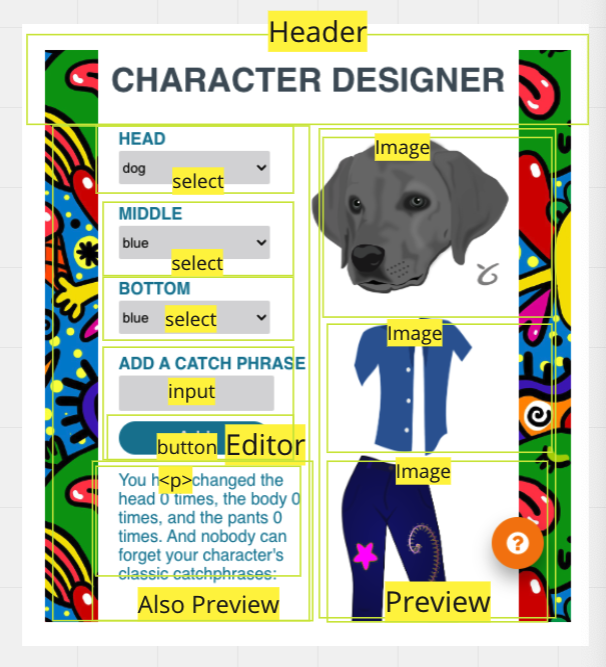 Header
CHARACTER DESIGNER
HEAD
dog
select
MIDDLE
blue
select
BOTTOM
blue
select
ADD A CATCH PHRASE
input
button
Editor
<p>
You changed the
head 0 times, the body 0
times, and the pants 0
times. And nobody can
forget your character's
classic catchphrases:
Also Preview
Image
Image
Image
Preview
?